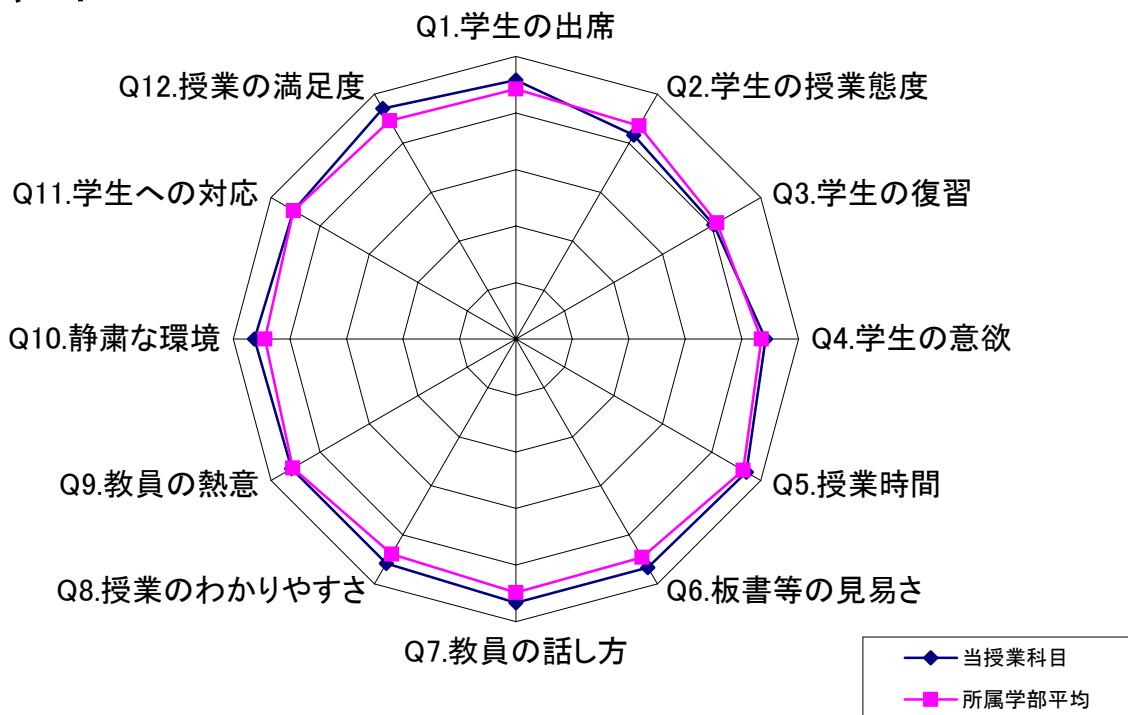 Q1.学生の出席
Q2.学生の授業態度
Q3.学生の復習
Q4.学生の意欲
Q5.授業時間
Q6.板書等の見易さ
Q7.教員の話し方
Q8.授業のわかりやすさ
Q9.教員の熱意
Q10.静粛な環境
Q11.学生への対応
Q12.授業の満足度
当授業科目
所属学部平均